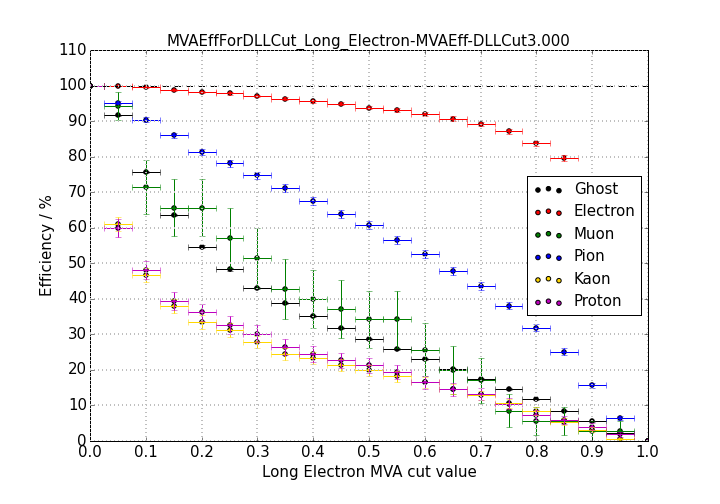 MVAEffForDLLCut_Long_Electron-MVAEff-DLLCut3.000
110
100
90
80
70
60
50
40
30
20
10
0
Efficiency / %
Ghost
Electron
Muon
Pion
Kaon
Proton
0.0 0.1 0.2 0.3 0.4 0.5 0.6 0.7 0.8 0.9 1.0
Long Electron MVA cut value